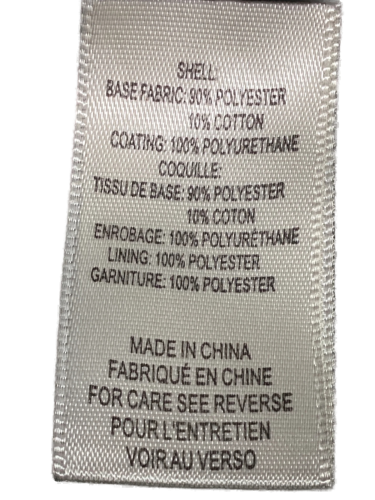 SHELL:
BASE FABRIC: 90% POLYESTER
10% COTTON
COATING: 100% POLYURETHANE
COQUILLE:
TISSU DE BASE: 90% POLYESTER
10% COTON
ENROBAGE: 100% POLYURÉTHANE
LINING: 100% POLYESTER
GARNITURE: 100% POLYESTER
MADE IN CHINA
FABRIQUÉ EN CHINE
FOR CARE SEE REVERSE
POUR L'ENTRETIEN
VOIR AU VERSO